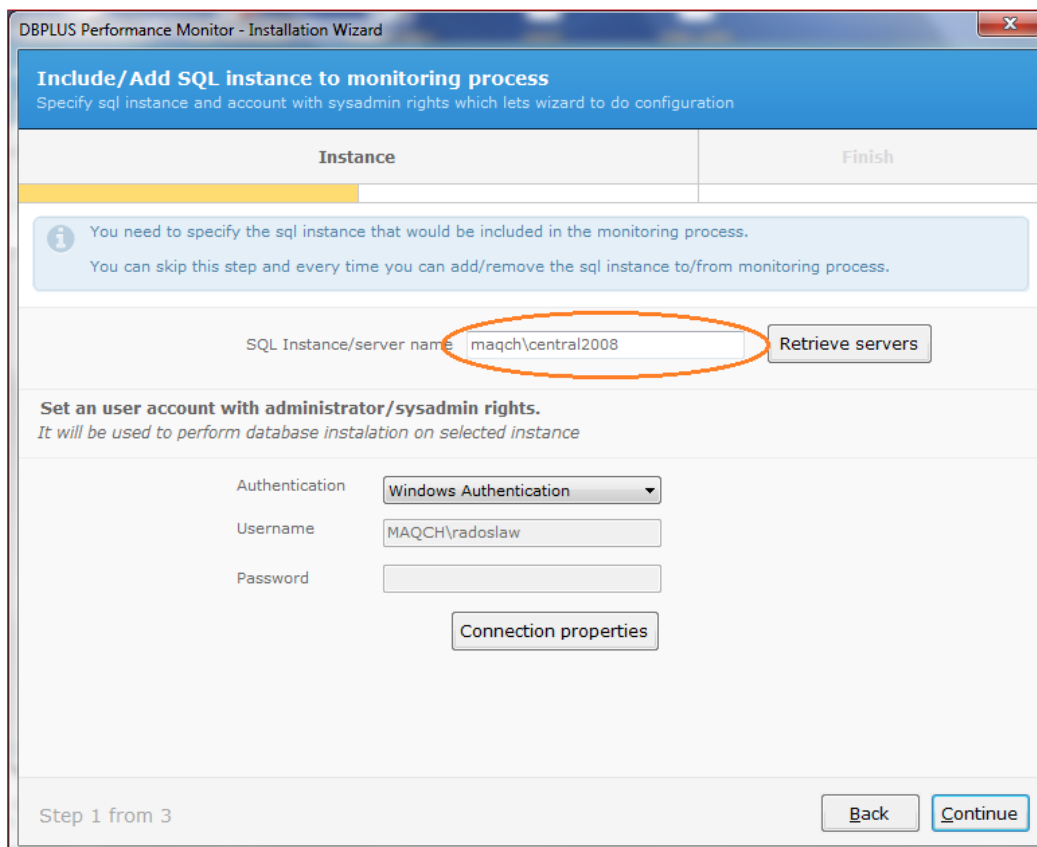 DBPLUS Performance Monitor - Installation Wizard
x
Include/Add SQL instance to monitoring process
Specify sql instance and account with sysadmin rights which lets wizard to do configuration
Instance
Finish
You need to specify the sql instance that would be included in the monitoring process.
You can skip this step and every time you can add/remove the sql instance to/from monitoring process.
SQL Instance/server name maqch\central2008 Retrieve servers
Set an user account with administrator/sysadmin rights.
It will be used to perform database instalation on selected instance
Authentication Windows Authentication
Username MAQCH\radoslaw
Password
Connection properties
Step 1 from 3 Back Continue